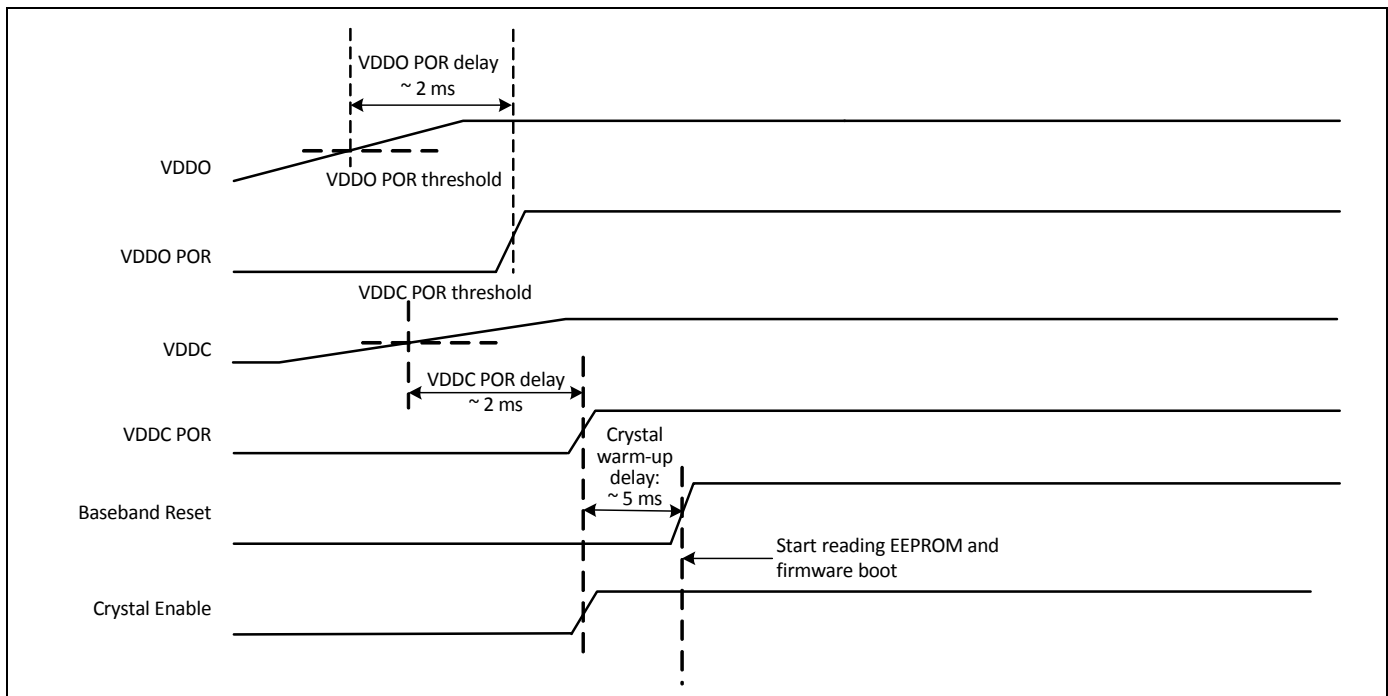 VDDO POR delay
~ 2 ms
VDDO
VDDO POR threshold
VDDO POR
VDDC POR threshold
VDDC
VDDC POR delay
~ 2 ms
VDDC POR
Crystal
warm-up
delay:
~ 5 ms
Baseband Reset
Start reading EEPROM and
firmware boot
Crystal Enable